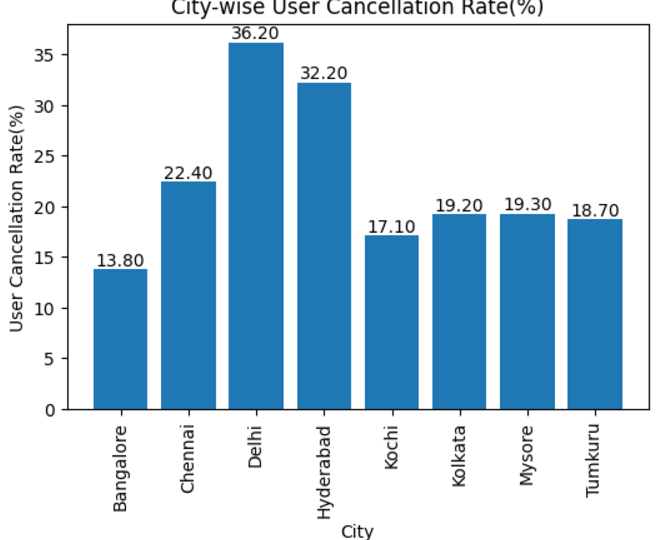 City-wise User Cancellation Rate(%)
User Cancellation Rate(%)
35
30
25
20
15
10
5
0
13.80
22.40
36.20
32.20
17.10
19.20
19.30
18.70
Bangalore
Chennai
Delhi
Hyderabad
Kochi
Kolkata
Mysore
Tumkuru
City